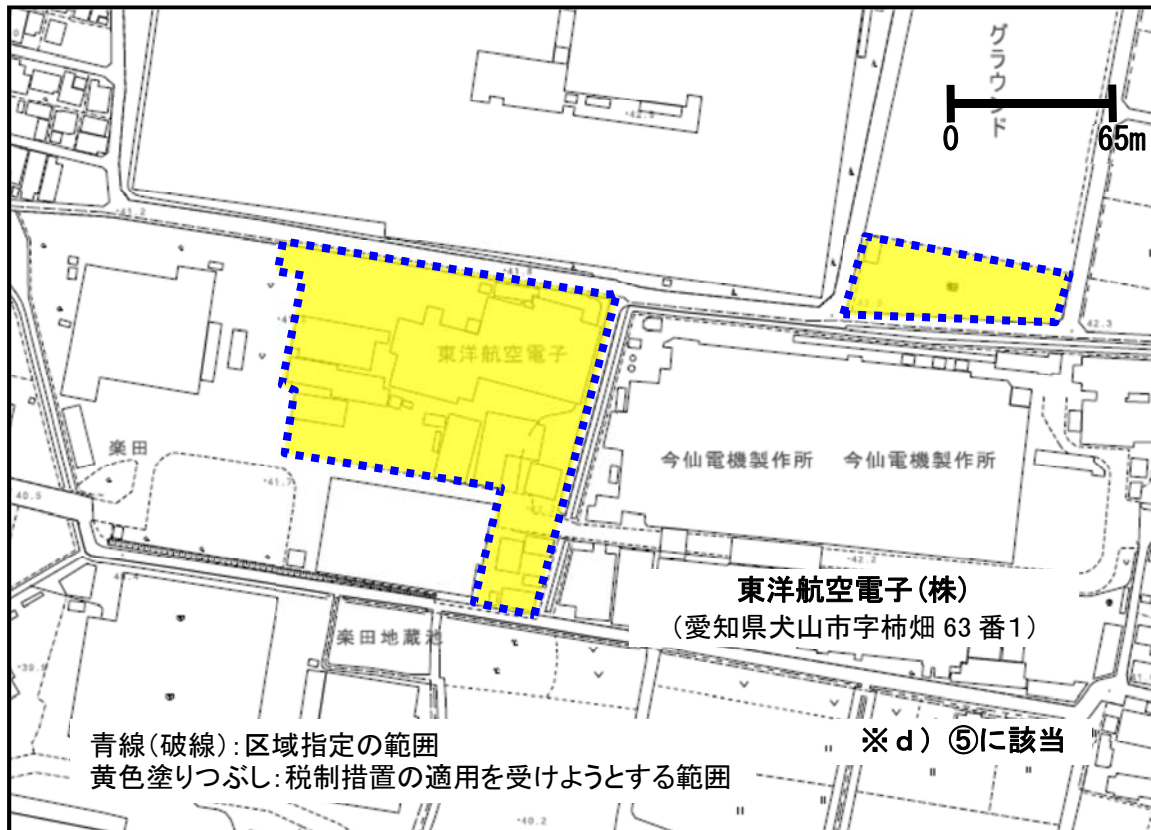 グラウンド
0 65m
・42.5
・41.2
・41.8
42.3
東洋航空電子
今仙電機製作所 今仙電機製作所
楽田
・41.7
40.5
・42.2
東洋航空電子(株)
(愛知県犬山市字柿畑 63 番1)
楽田地蔵池
※d) ⑤に該当
青線(破線):区域指定の範囲
黄色塗りつぶし:税制措置の適用を受けようとする範囲
・40.2